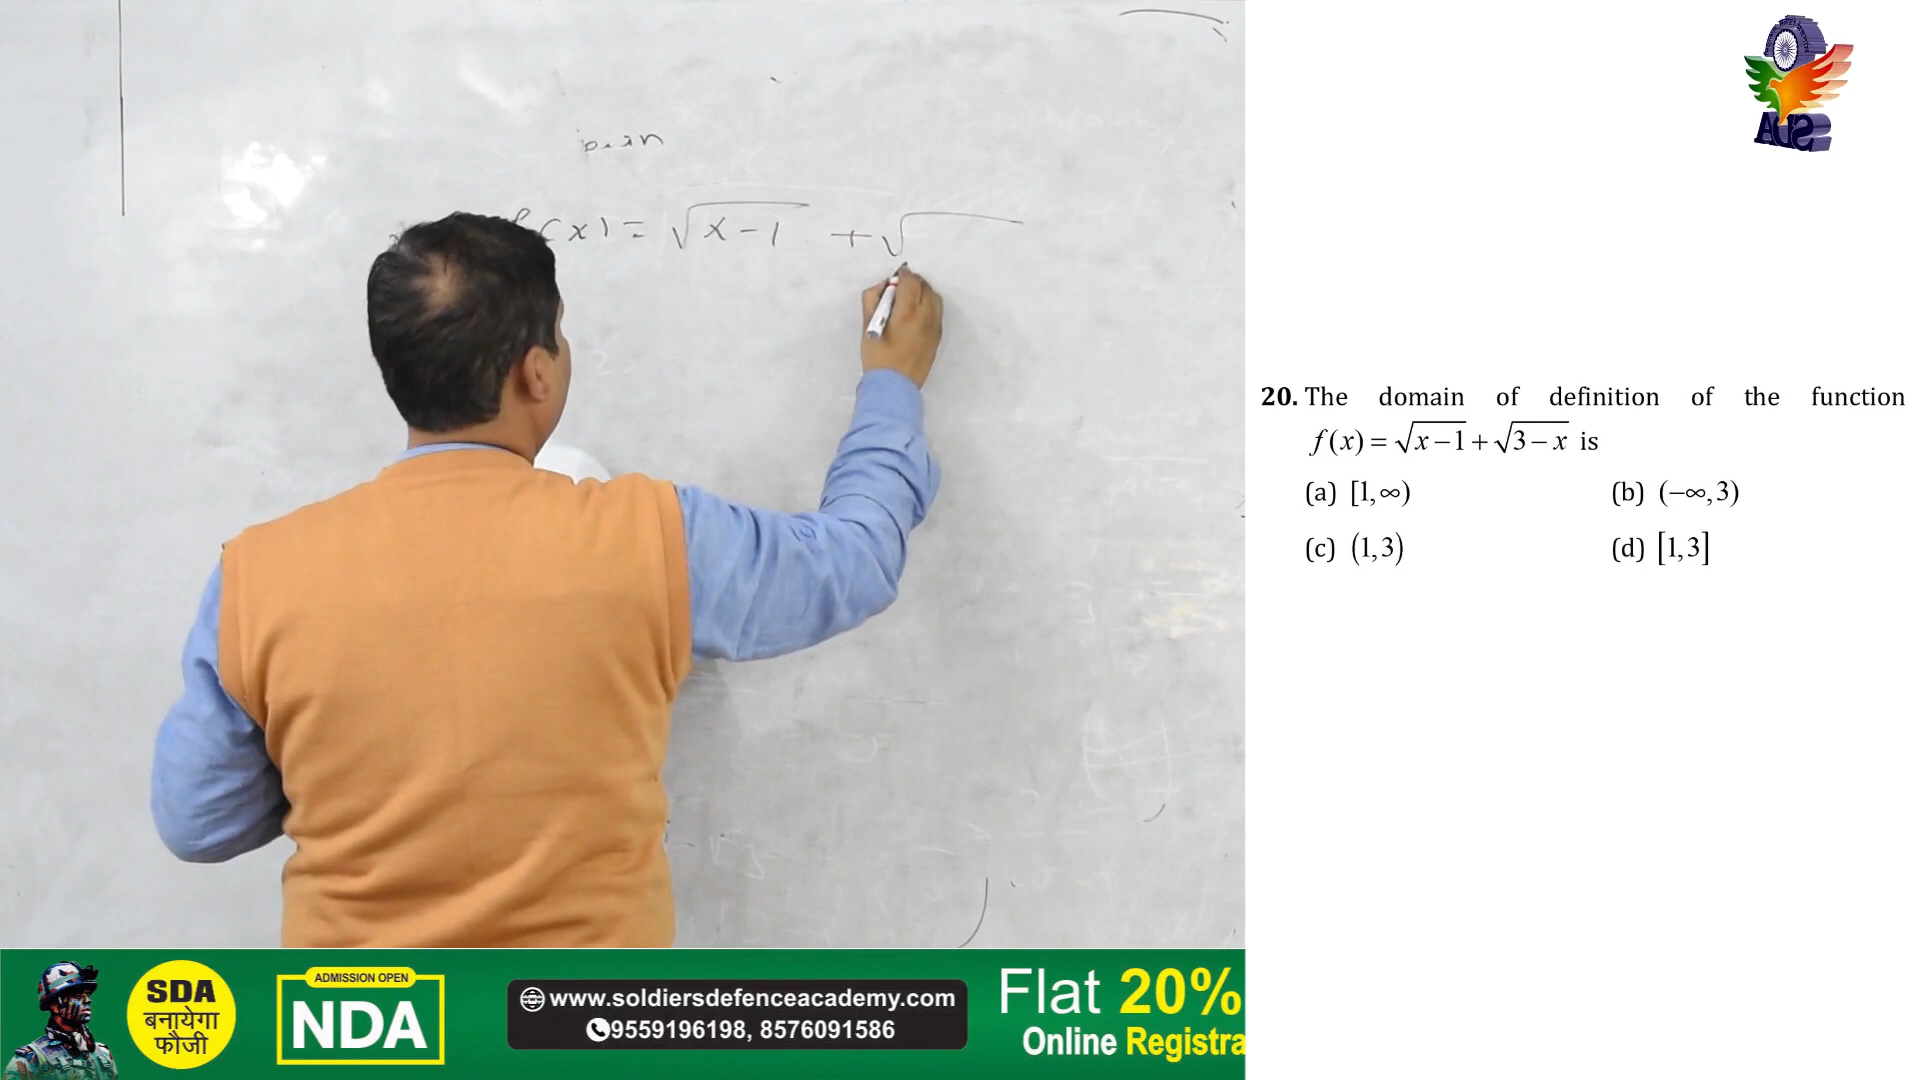 f(x) = √x-1 + √
20. The domain of definition of the function
f(x) = √x−1 + √3−x is
(a) [1,∞) (b) (−∞,3)
(c) (1,3) (d) [1,3]
SDA
SDA
बनायेगा
फौजी
ADMISSION OPEN
NDA
www.soldiersdefenceacademy.com
9559196198, 8576091586
Flat 20%
Online Registra